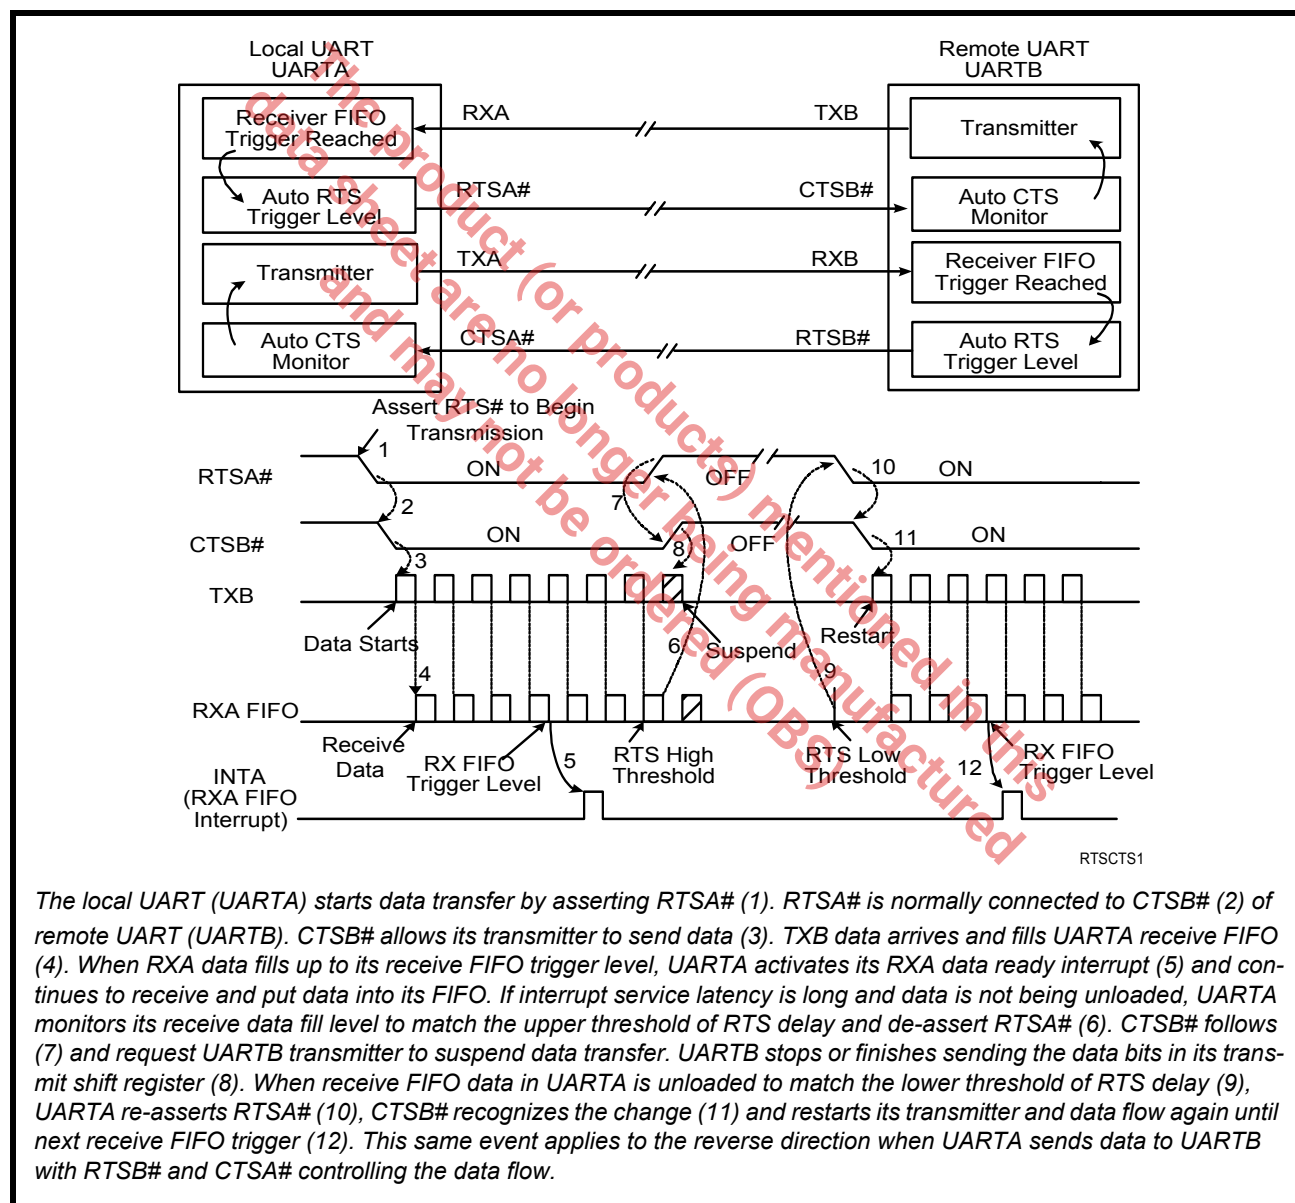 Local UART
UARTA
Remote UART
UARTB
Receiver FIFO
Trigger Reached
RXA
TXB
Transmitter
Auto RTS
Trigger Level
RTSA#
CTSB#
Auto CTS
Monitor
Transmitter
TXA
RXB
Receiver FIFO
Trigger Reached
Auto CTS
Monitor
CTSA#
RTSB#
Auto RTS
Trigger Level
Assert RTS# to Begin
Transmission
1
RTSA#
ON
OFF
10
ON
2
7
CTSB#
ON
8
OFF
11
ON
3
TXB
Data Starts
6
Suspend
Restart
4
9
RXA FIFO
Receive
Data
RX FIFO
Trigger Level
5
RTS High
Threshold
RTS Low
Threshold
12
RX FIFO
Trigger Level
INTA
(RXA FIFO
Interrupt)
RTSCTS1
The product (or products) mentioned in this
data sheet are no longer being manufactured
and may not be ordered (OBS)
The local UART (UARTA) starts data transfer by asserting RTSA# (1). RTSA# is normally connected to CTSB# (2) of
remote UART (UARTB). CTSB# allows its transmitter to send data (3). TXB data arrives and fills UARTA receive FIFO
(4). When RXA data fills up to its receive FIFO trigger level, UARTA activates its RXA data ready interrupt (5) and con-
tinues to receive and put data into its FIFO. If interrupt service latency is long and data is not being unloaded, UARTA
monitors its receive data fill level to match the upper threshold of RTS delay and de-assert RTSA# (6). CTSB# follows
(7) and request UARTB transmitter to suspend data transfer. UARTB stops or finishes sending the data bits in its trans-
mit shift register (8). When receive FIFO data in UARTA is unloaded to match the lower threshold of RTS delay (9),
UARTA re-asserts RTSA# (10), CTSB# recognizes the change (11) and restarts its transmitter and data flow again until
next receive FIFO trigger (12). This same event applies to the reverse direction when UARTA sends data to UARTB
with RTSB# and CTSA# controlling the data flow.